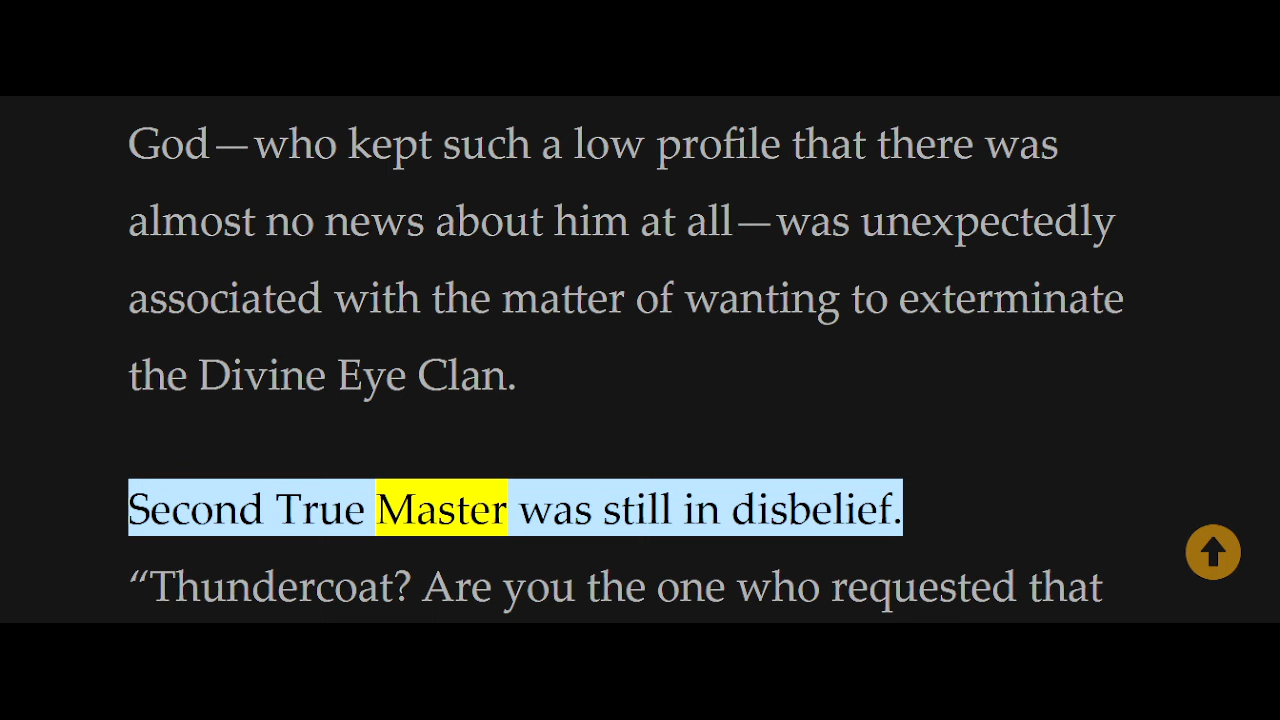 God—who kept such a low profile that there was
almost no news about him at all—was unexpectedly
associated with the matter of wanting to exterminate
the Divine Eye Clan.
Second True Master was still in disbelief.
“Thundercoat? Are you the one who requested that